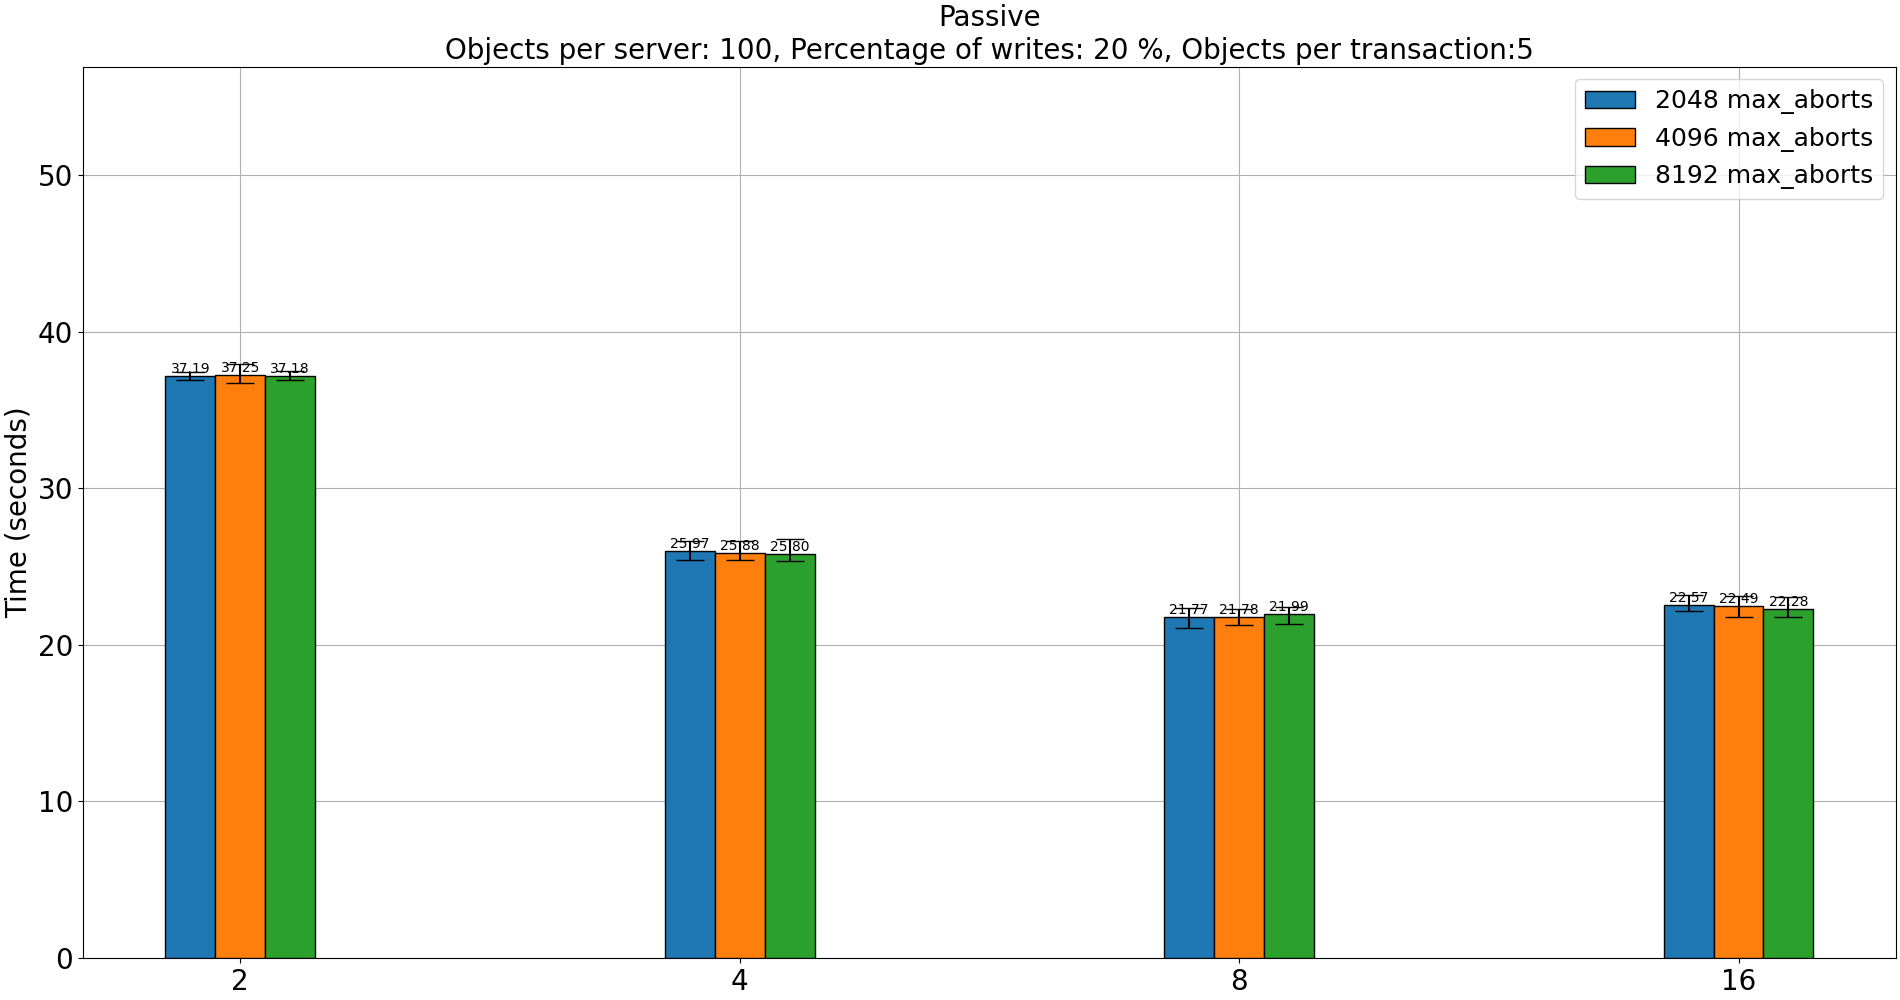 Passive
Objects per server: 100, Percentage of writes: 20 %, Objects per transaction:5
2048 max_aborts
4096 max_aborts
8192 max_aborts
Time (seconds)
50
40
30
20
10
0
37.19 37.25 37.18
25.97 25.88 25.80
21.77 21.78 21.99
22.57 22.49 22.28
2 4 8 16